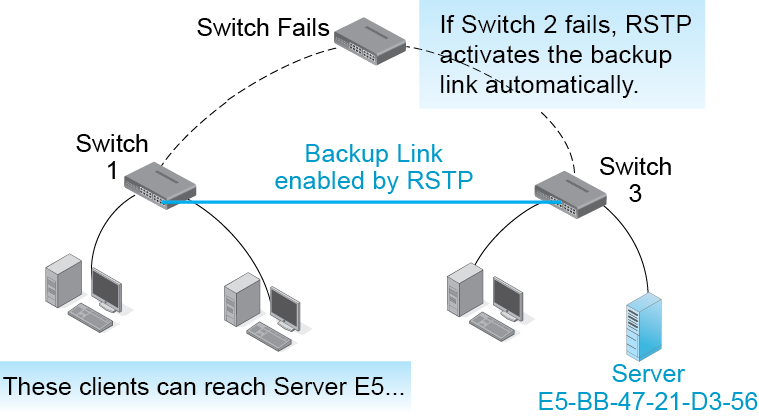 Switch Fails
If Switch 2 fails, RSTP
activates the backup
link automatically.
Switch
1
Backup Link
enabled by RSTP
Switch
3
These clients can reach Server E5...
Server
E5-BB-47-21-D3-56